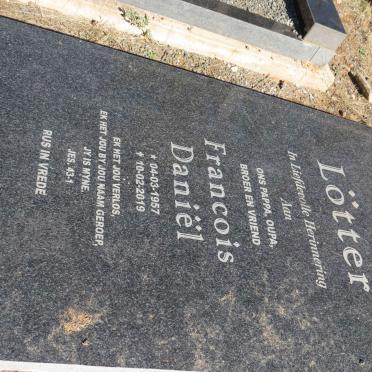 Lötter
In Liefdevolle Herinnering
Aan
ONS PAPPA, OUPA,
BROER EN VRIEND
Francois
Daniël
* 04-03-1957
† 10-02-2019
EK HET JOU VERLOS,
EK HET JOU BY JOU NAAM GEROEP,
JY IS MYNE.
JES. 43:1
RUS IN VREDE